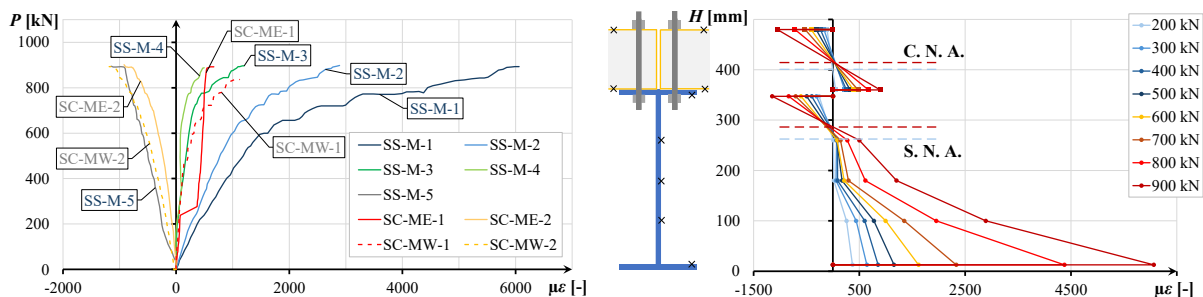 P [kN]
1000
800
600
400
200
0
-2000
0
2000
4000
6000
με [-]
SS-M-4
SC-ME-1
SS-M-3
SS-M-2
SS-M-1
SC-ME-2
SC-MW-2
SS-M-5
SC-MW-1
SS-M-1
SS-M-2
SS-M-3
SS-M-4
SS-M-5
SC-ME-1
SC-ME-2
SC-MW-1
SC-MW-2
H [mm]
400
300
200
100
0
-1500
500
2500
4500
με [-]
C. N. A.
S. N. A.
200 kN
300 kN
400 kN
500 kN
600 kN
700 kN
800 kN
900 kN